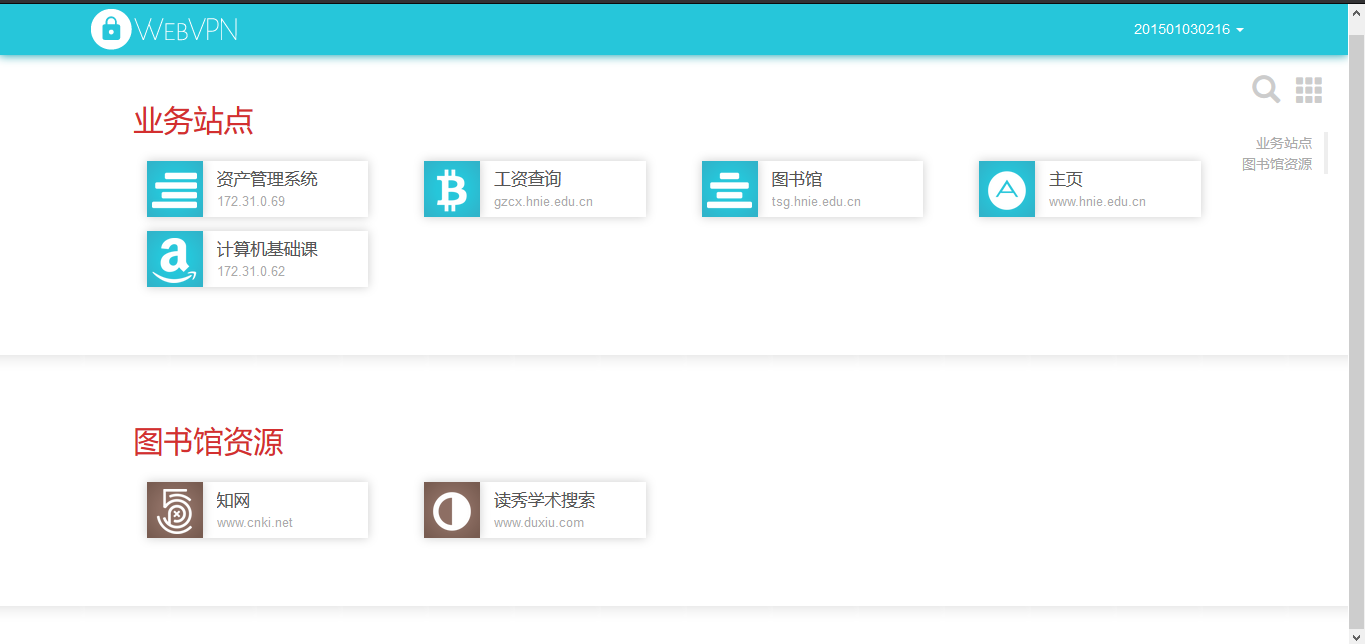 WEBVPN
201501030216
业务站点
图书馆资源
业务站点
资产管理系统
172.31.0.69
工资查询
gzcx.hnie.edu.cn
图书馆
tsg.hnie.edu.cn
主页
www.hnie.edu.cn
计算机基础课
172.31.0.62
图书馆资源
知网
www.cnki.net
读秀学术搜索
www.duxiu.com